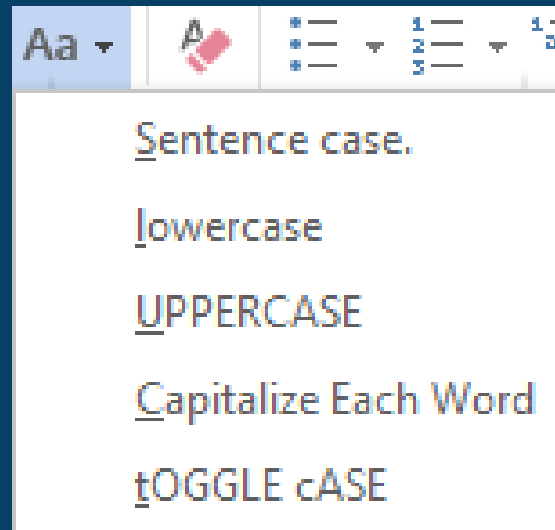 Aa
Sentence case.
lowercase
UPPERCASE
Capitalize Each Word
tOGGLE cASE